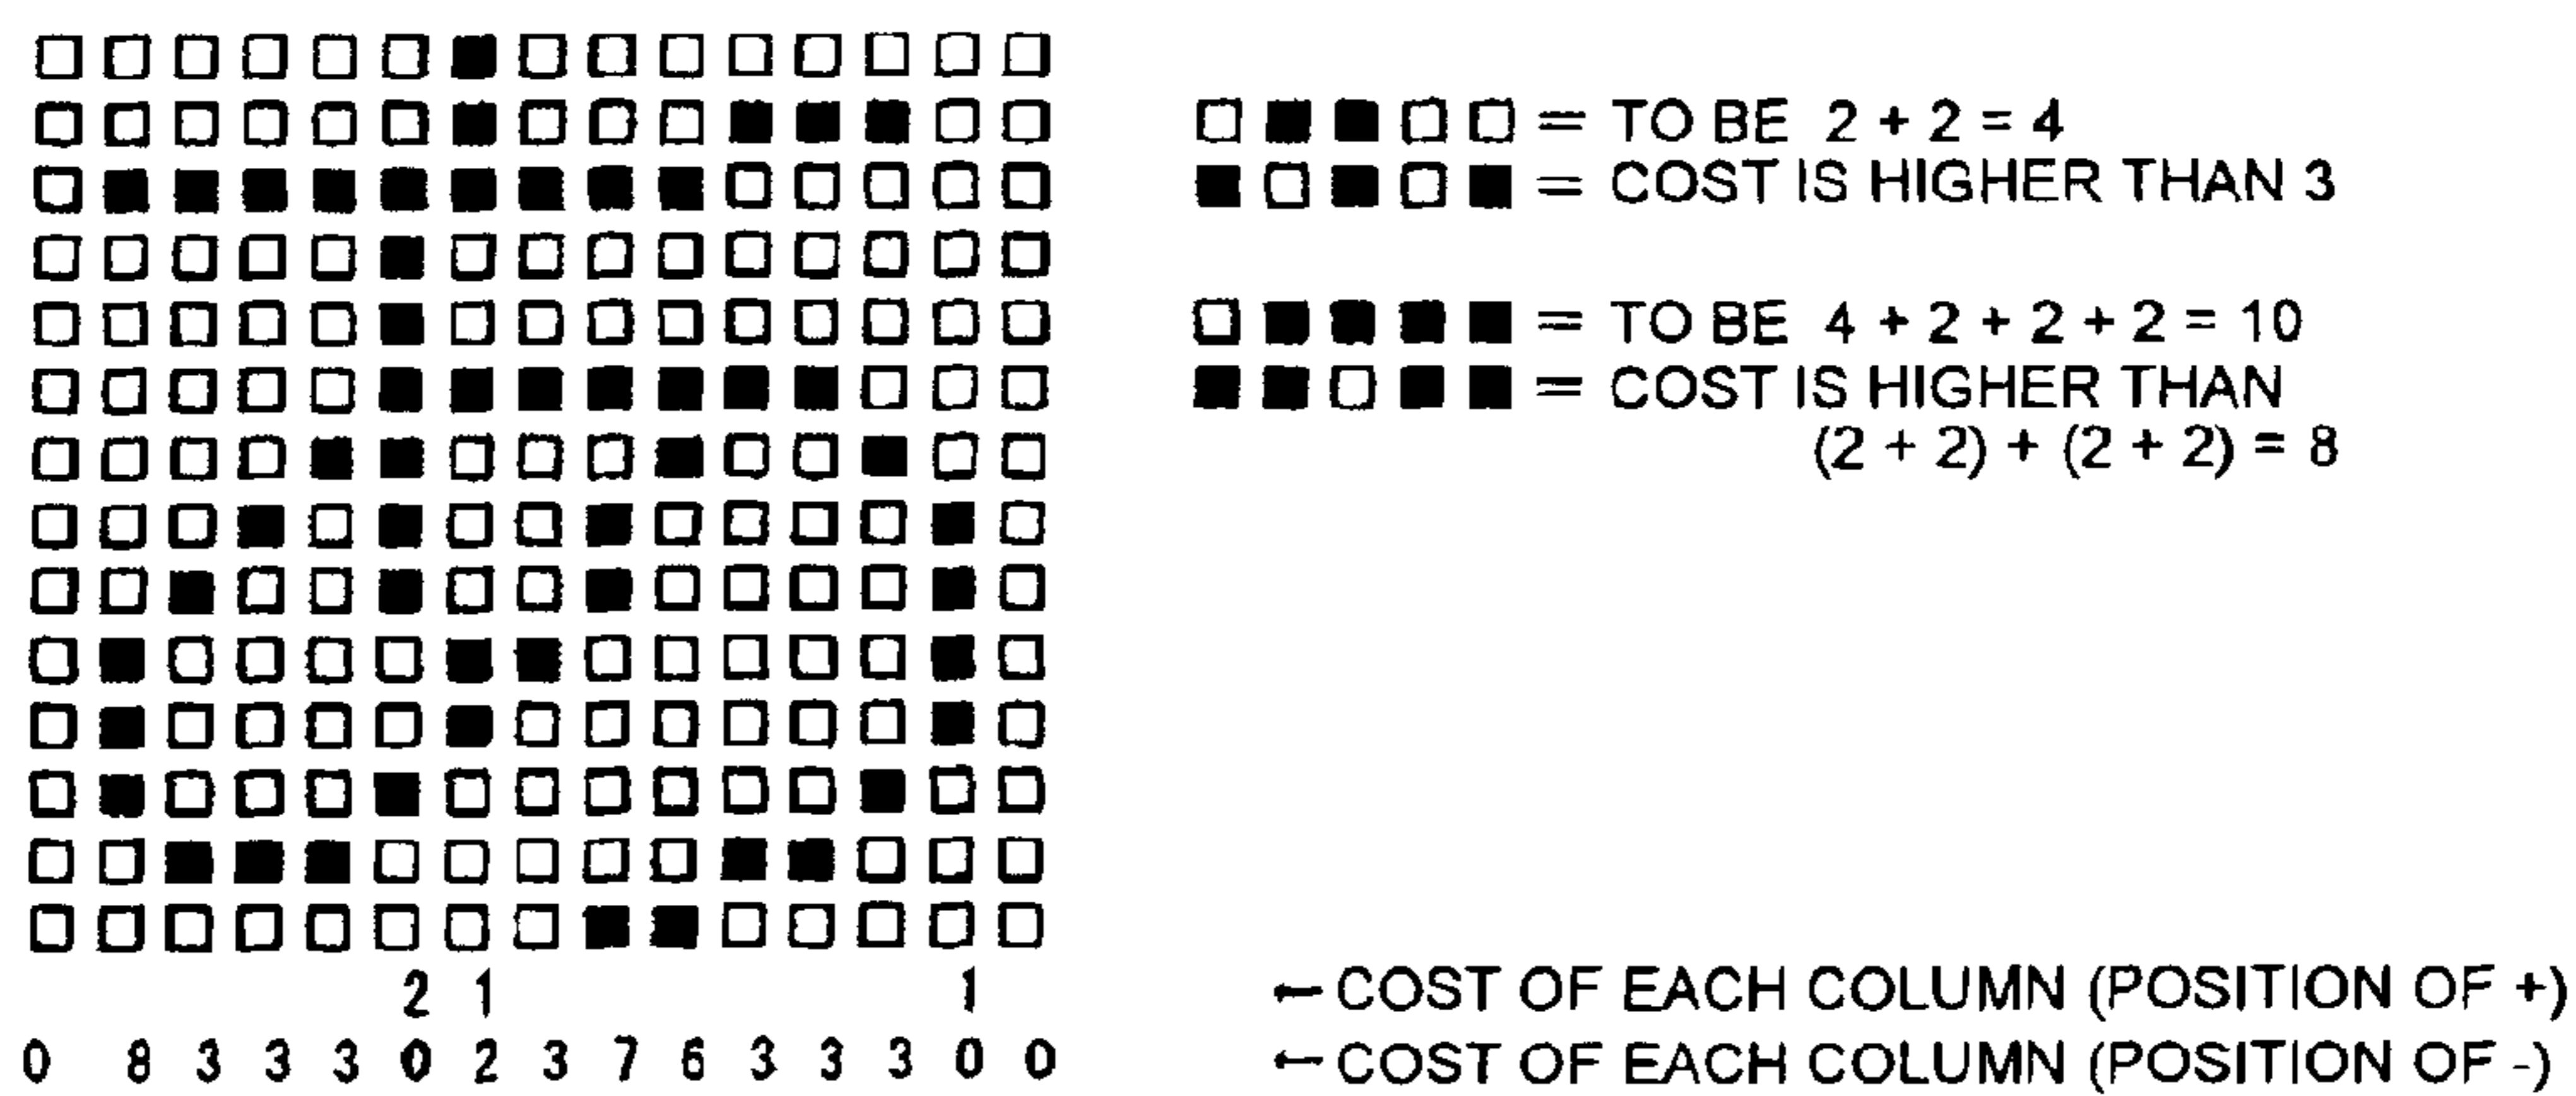 = TO BE 2 + 2 = 4
= COST IS HIGHER THAN 3
= TO BE 4 + 2 + 2 + 2 = 10
= COST IS HIGHER THAN
(2 + 2) + (2 + 2) = 8
2 1 1 ← COST OF EACH COLUMN (POSITION OF +)
0 8 3 3 3 0 2 3 7 6 3 3 3 0 0 ← COST OF EACH COLUMN (POSITION OF -)